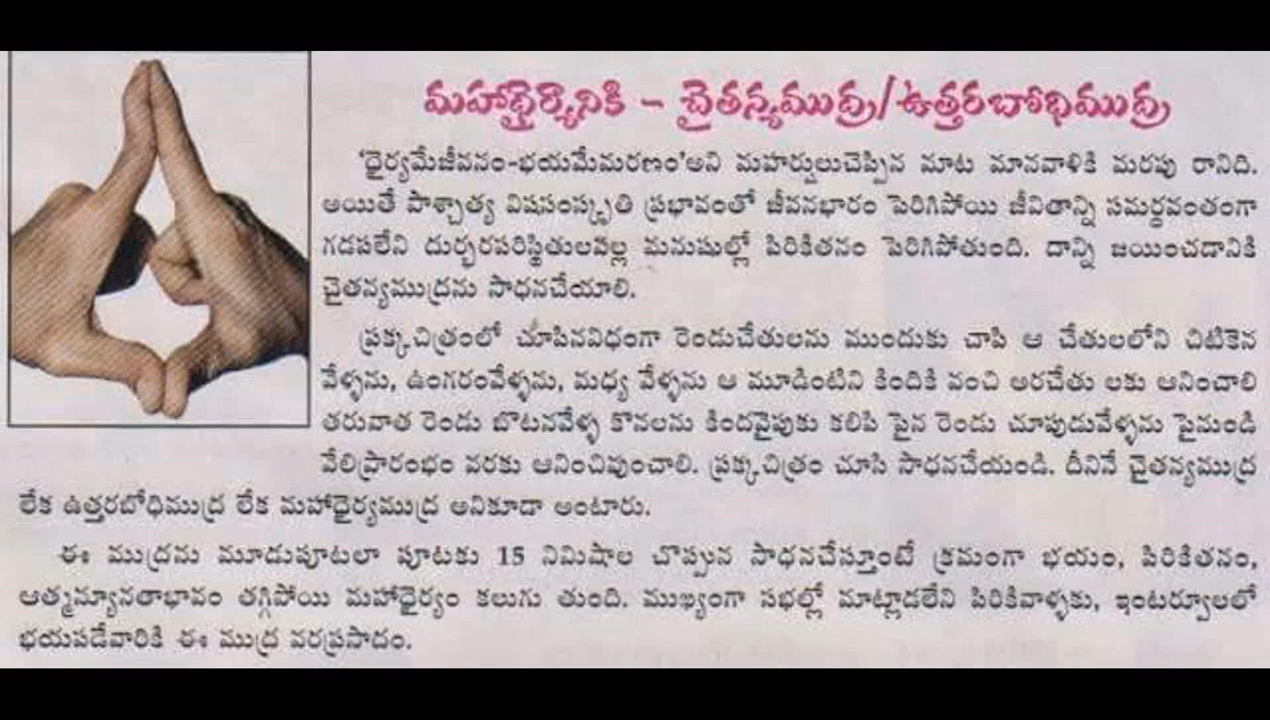 మహాధైర్యానికి – చైతన్యముద్ర/ఉత్తరబోధిముద్ర
'ధైర్యమేజీవనం-భయమేమరణం'అని మహర్షులుచెప్పిన మాట మానవాళికి మరపు రానిది.
అయితే పాశ్చాత్య విషసంస్కృతి ప్రభావంతో జీవనభారం పెరిగిపోయి జీవితాన్ని సమర్థవంతంగా
గడపలేని దుర్భరపరిస్థితులవల్ల మనుషుల్లో పిరికితనం పెరిగిపోతుంది. దాన్ని జయించడానికి
చైతన్యముద్రను సాధనచేయాలి.
ప్రక్కచిత్రంలో చూపినవిధంగా రెండుచేతులను ముందుకు చాపి ఆ చేతులలోని చిటికెన
వేళ్ళను, ఉంగరంవేళ్ళను, మధ్య వేళ్ళను ఆ మూడింటిని కిందికి వంచి అరచేతు లకు ఆనించాలి
తరువాత రెండు బొటనవేళ్ళ కొనలను కిందవైపుకు కలిపి పైన రెండు చూపుడువేళ్ళను పైనుండి
వేలిప్రారంభం వరకు ఆనించివుంచాలి. ప్రక్కచిత్రం చూసి సాధనచేయండి. దీనినే చైతన్యముద్ర
లేక ఉత్తరబోధిముద్ర లేక మహాధైర్యముద్ర అనికూడా అంటారు.
ఈ ముద్రను మూడుపూటలా పూటకు 15 నిమిషాల చొప్పున సాధనచేస్తూంటే క్రమంగా భయం, పిరికితనం,
ఆత్మన్యూనతాభావం తగ్గిపోయి మహాధైర్యం కలుగు తుంది. ముఖ్యంగా సభల్లో మాట్లాడలేని పిరికివాళ్ళకు, ఇంటర్వూలలో
భయపడేవారికి ఈ ముద్ర వరప్రసాదం.